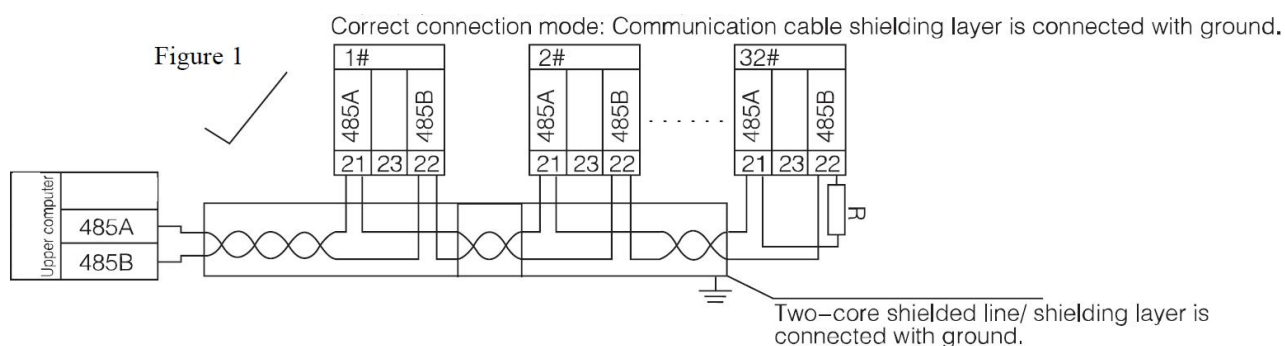 Correct connection mode: Communication cable shielding layer is connected with ground.
Figure 1
1#
485A
485B
21 23 22
2#
485A
485B
21 23 22
32#
485A
485B
21 23 22
R
Upper computer
485A
485B
Two-core shielded line/ shielding layer is
connected with ground.